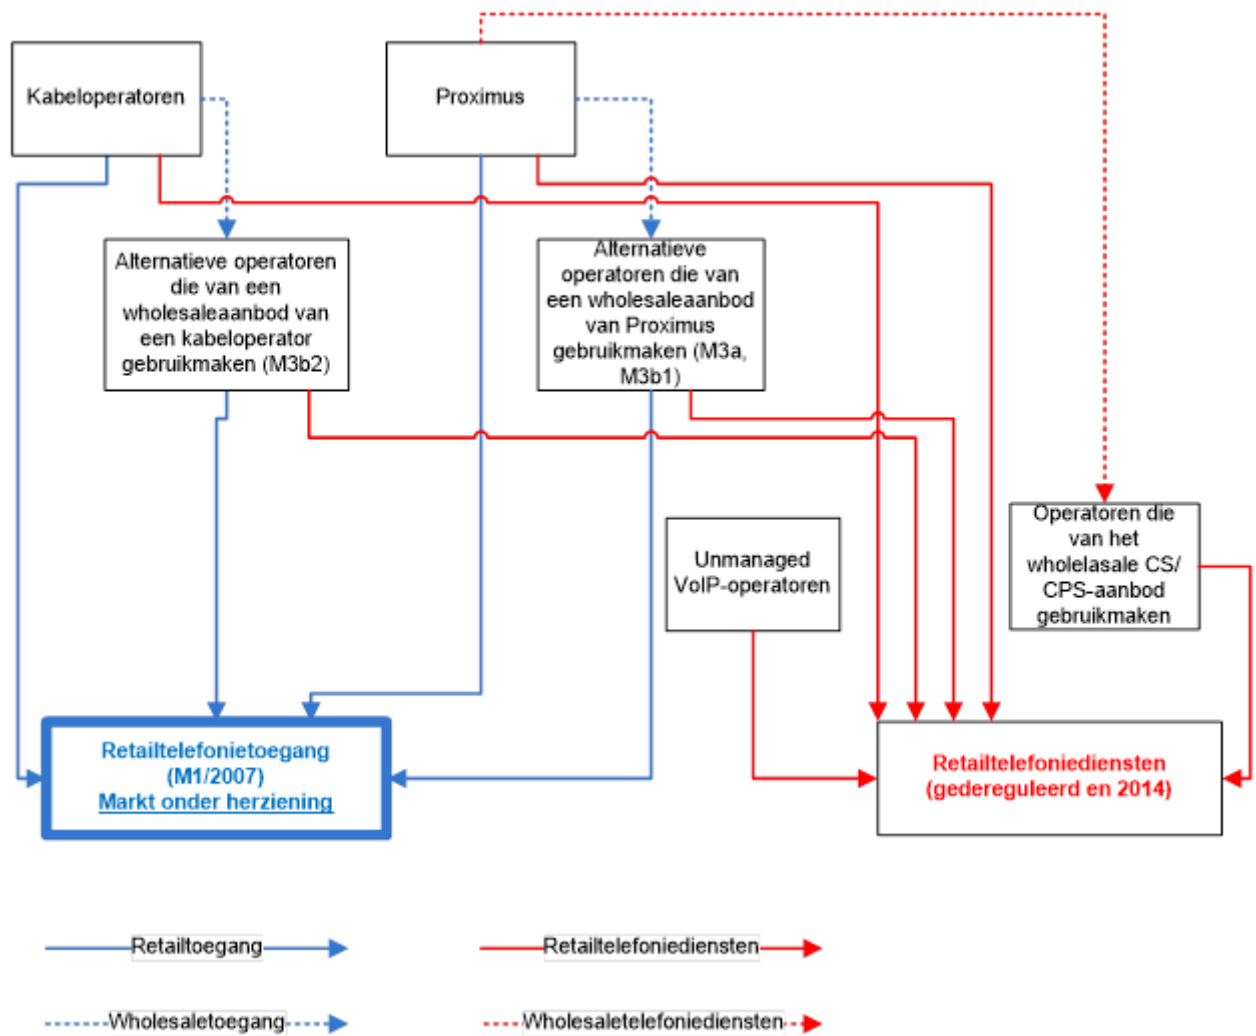 Kabeloperatoren
Proximus
Alternatieve operatoren
die van een
wholesaleaanbod van
een kabeloperator
gebruikmaken (M3b2)
Alternatieve
operatoren die van
een wholesaleaanbod
van Proximus
gebruikmaken (M3a,
M3b1)
Unmanaged
VoIP-operatoren
Operatoren die
van het
wholelasale CS/
CPS-aanbod
gebruikmaken
Retailtelefonietoegang
(M1/2007)
Markt onder herziening
Retailtelefoniediensten
(gedereguleerd en 2014)
Retailtoegang
Retailtelefoniediensten
Wholesaletoegang
Wholesaletelefoniediensten